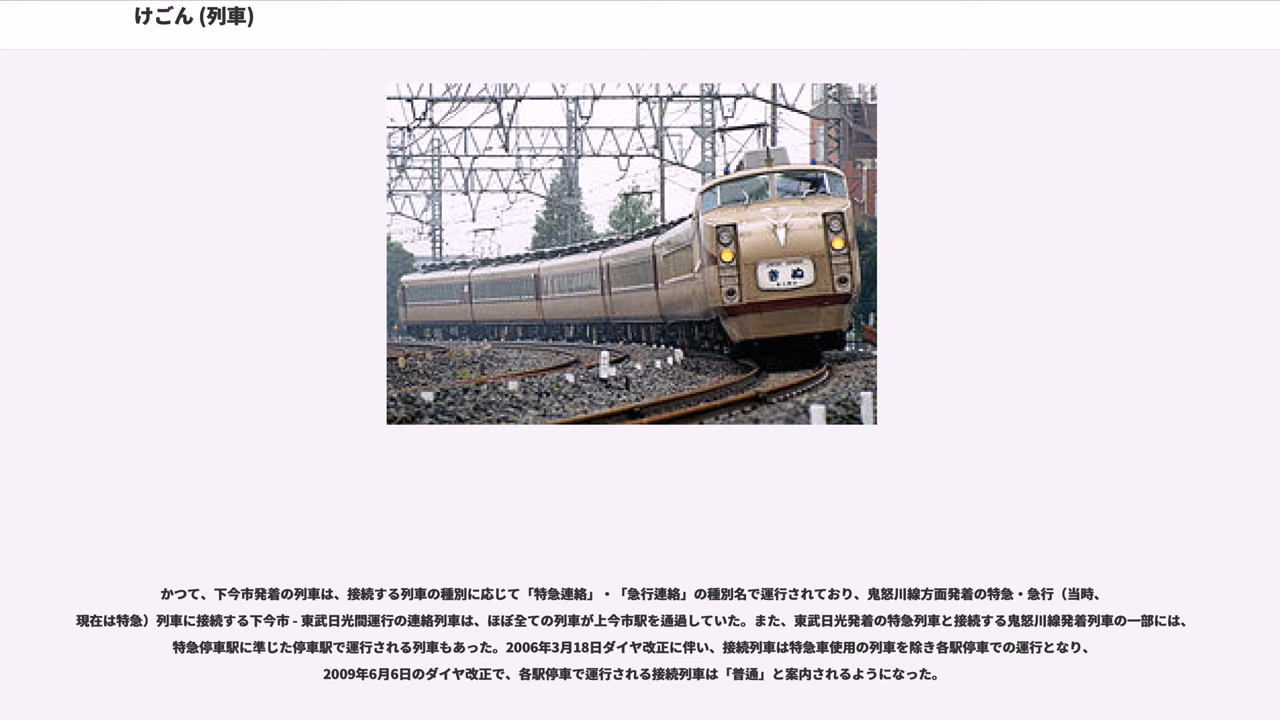 けごん (列車)
きぬ
かつて、下今市発着の列車は、接続する列車の種別に応じて「特急連絡」・「急行連絡」の種別名で運行されており、鬼怒川線方面発着の特急・急行（当時、
現在は特急）列車に接続する下今市 - 東武日光間運行の連絡列車は、ほぼ全ての列車が上今市駅を通過していた。また、東武日光発着の特急列車と接続する鬼怒川線発着列車の一部には、
特急停車駅に準じた停車駅で運行される列車もあった。2006年3月18日ダイヤ改正に伴い、接続列車は特急車使用の列車を除き各駅停車での運行となり、
2009年6月6日のダイヤ改正で、各駅停車で運行される接続列車は「普通」と案内されるようになった。